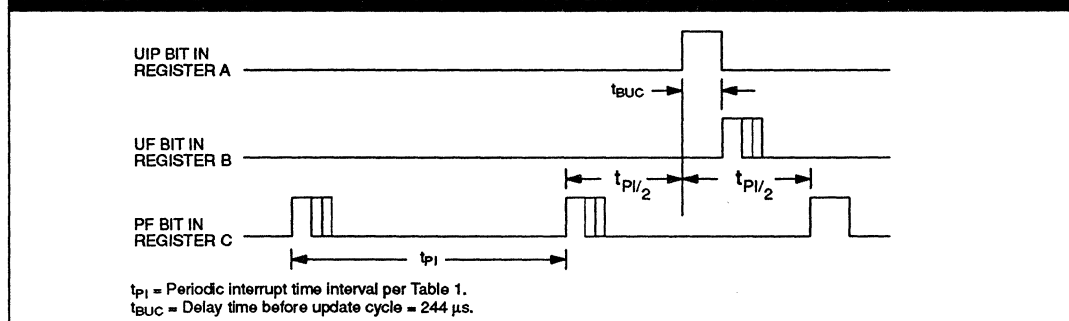 UIP BIT IN
REGISTER A
tBUC
UF BIT IN
REGISTER B
tPI/2 tPI/2
PF BIT IN
REGISTER C
tPI
tPI = Periodic interrupt time interval per Table 1.
tBUC = Delay time before update cycle = 244 µs.